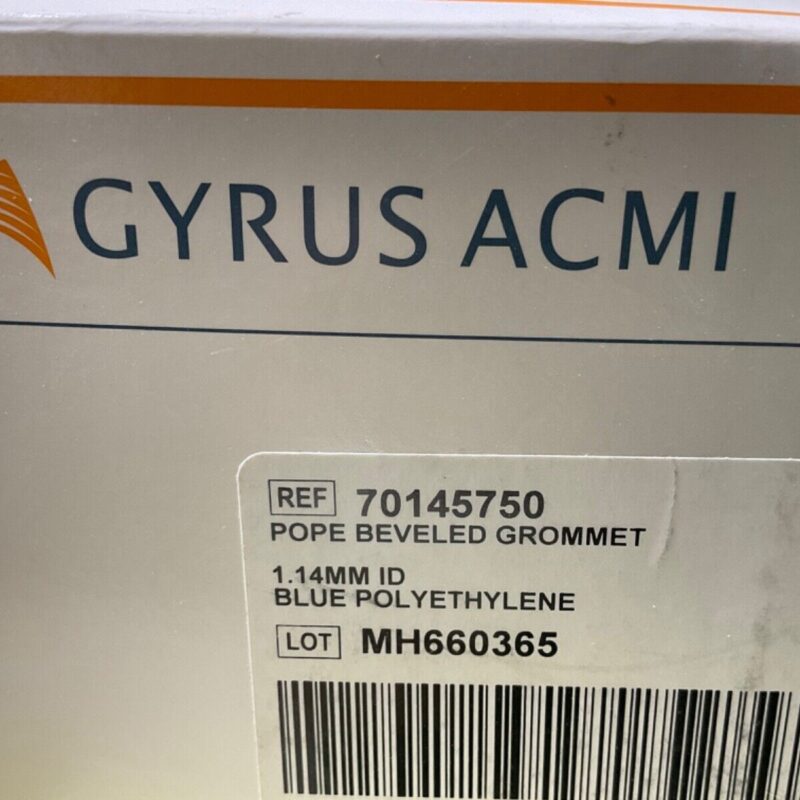 GYRUS ACMI
REF 70145750
POPE BEVELED GROMMET
1.14MM ID
BLUE POLYETHYLENE
LOT MH660365